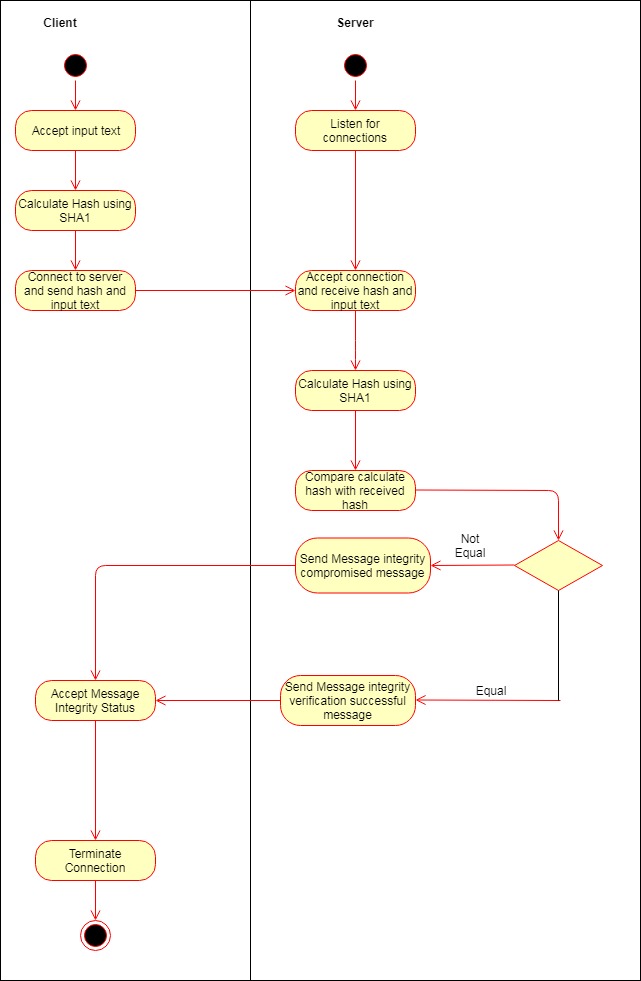 Client
Server
Accept input text
Listen for
connections
Calculate Hash using
SHA1
Connect to server
and send hash and
input text
Accept connection
and receive hash and
input text
Calculate Hash using
SHA1
Compare calculate
hash with received
hash
Not
Equal
Send Message integrity
compromised message
Accept Message
Integrity Status
Send Message integrity
verification successful
message
Equal
Terminate
Connection